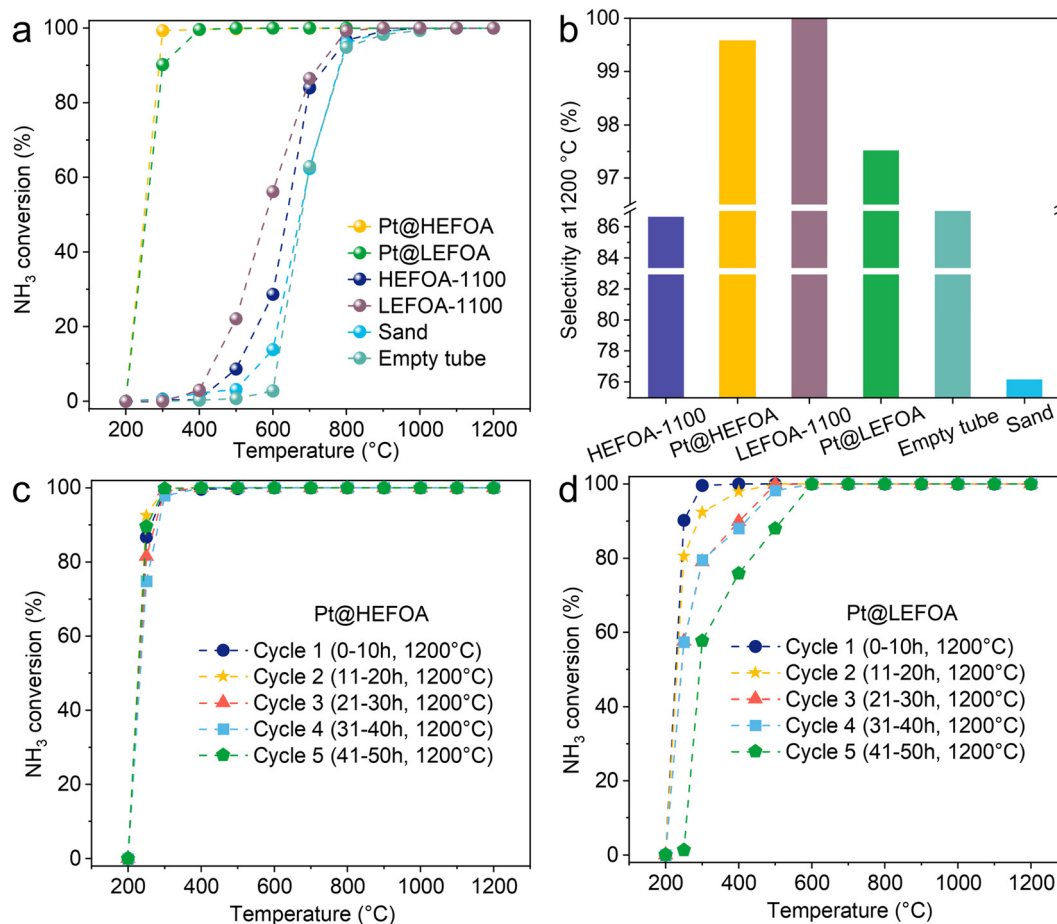 a
NH₃ conversion (%)
100
80
60
40
20
0
Pt@HEFOA
Pt@LEFOA
HEFOA-1100
LEFOA-1100
Sand
Empty tube
200 400 600 800 1000 1200
Temperature (°C)
b
Selectivity at 1200 °C (%)
100
99
98
97
86
84
82
80
78
76
HEFOA-1100 Pt@HEFOA LEFOA-1100 Pt@LEFOA Empty tube Sand
c
NH₃ conversion (%)
100
80
60
40
20
0
Pt@HEFOA
Cycle 1 (0-10h, 1200°C)
Cycle 2 (11-20h, 1200°C)
Cycle 3 (21-30h, 1200°C)
Cycle 4 (31-40h, 1200°C)
Cycle 5 (41-50h, 1200°C)
200 400 600 800 1000 1200
Temperature (°C)
d
NH₃ conversion (%)
100
80
60
40
20
0
Pt@LEFOA
Cycle 1 (0-10h, 1200°C)
Cycle 2 (11-20h, 1200°C)
Cycle 3 (21-30h, 1200°C)
Cycle 4 (31-40h, 1200°C)
Cycle 5 (41-50h, 1200°C)
200 400 600 800 1000 1200
Temperature (°C)